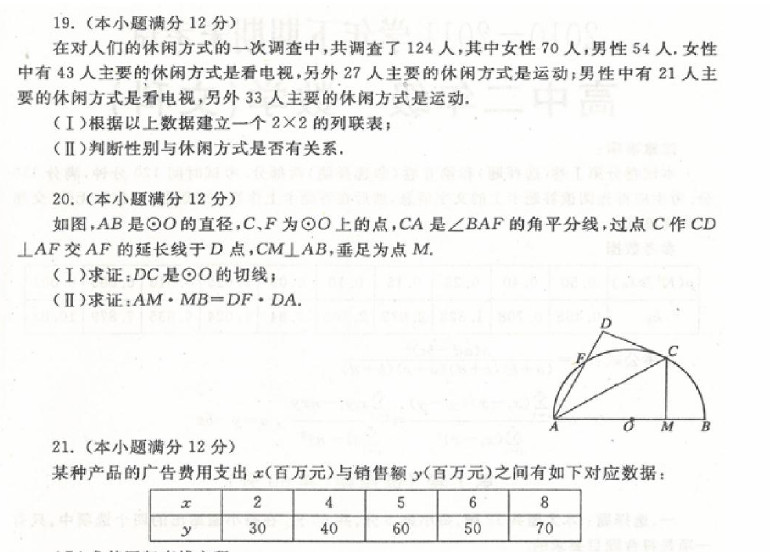 19.(本小题满分 12 分)
在对人们的休闲方式的一次调查中,共调查了 124 人,其中女性 70 人,男性 54 人. 女性
中有 43 人主要的休闲方式是看电视,另外 27 人主要的休闲方式是运动;男性中有 21 人主
要的休闲方式是看电视,另外 33 人主要的休闲方式是运动.
(Ⅰ)根据以上数据建立一个 2×2 的列联表;
(Ⅱ)判断性别与休闲方式是否有关系.
20.(本小题满分 12 分)
如图,AB 是⊙O 的直径,C、F 为⊙O 上的点,CA 是∠BAF 的角平分线,过点 C 作 CD
⊥AF 交 AF 的延长线于 D 点,CM⊥AB,垂足为点 M.
(Ⅰ)求证:DC 是⊙O 的切线;
(Ⅱ)求证:AM·MB=DF·DA.
D
F C
A O M B
21.(本小题满分 12 分)
某种产品的广告费用支出 x(百万元)与销售额 y(百万元)之间有如下对应数据:
x 2 4 5 6 8
y 30 40 60 50 70